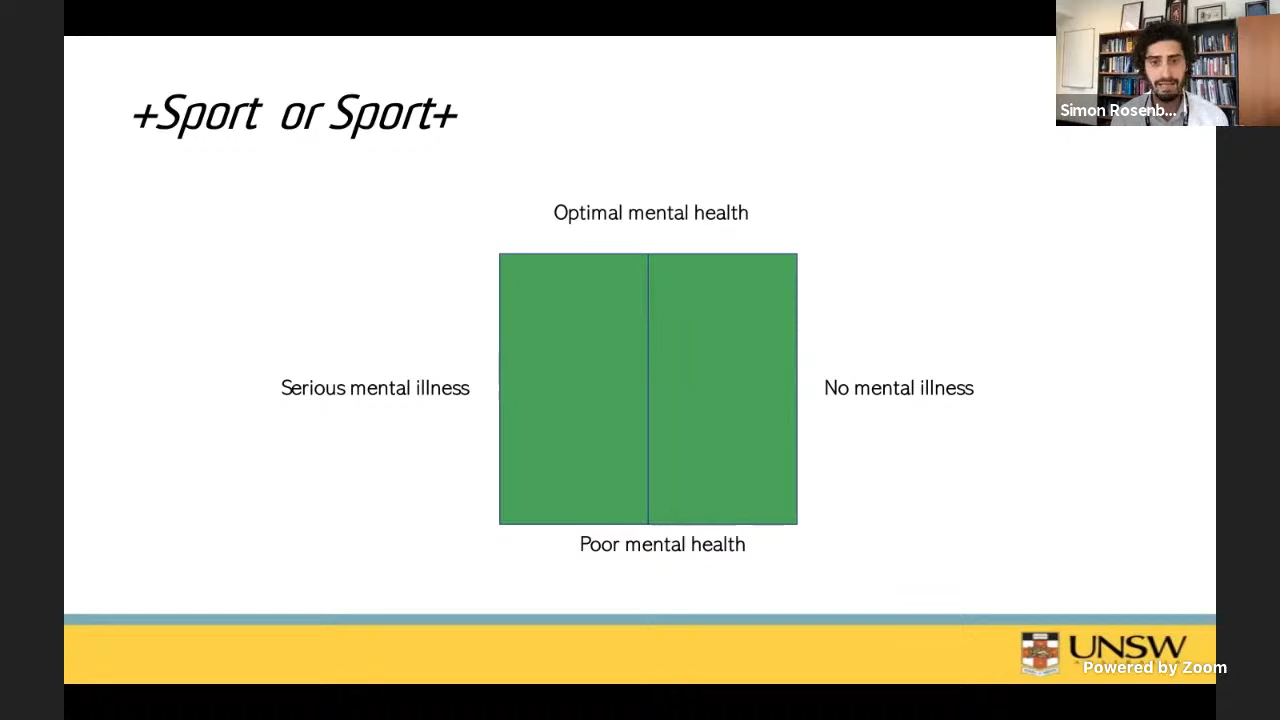 Simon Rosenb...
+Sport or Sport+
Optimal mental health
Serious mental illness
No mental illness
Poor mental health
UNSW
Powered by Zoom